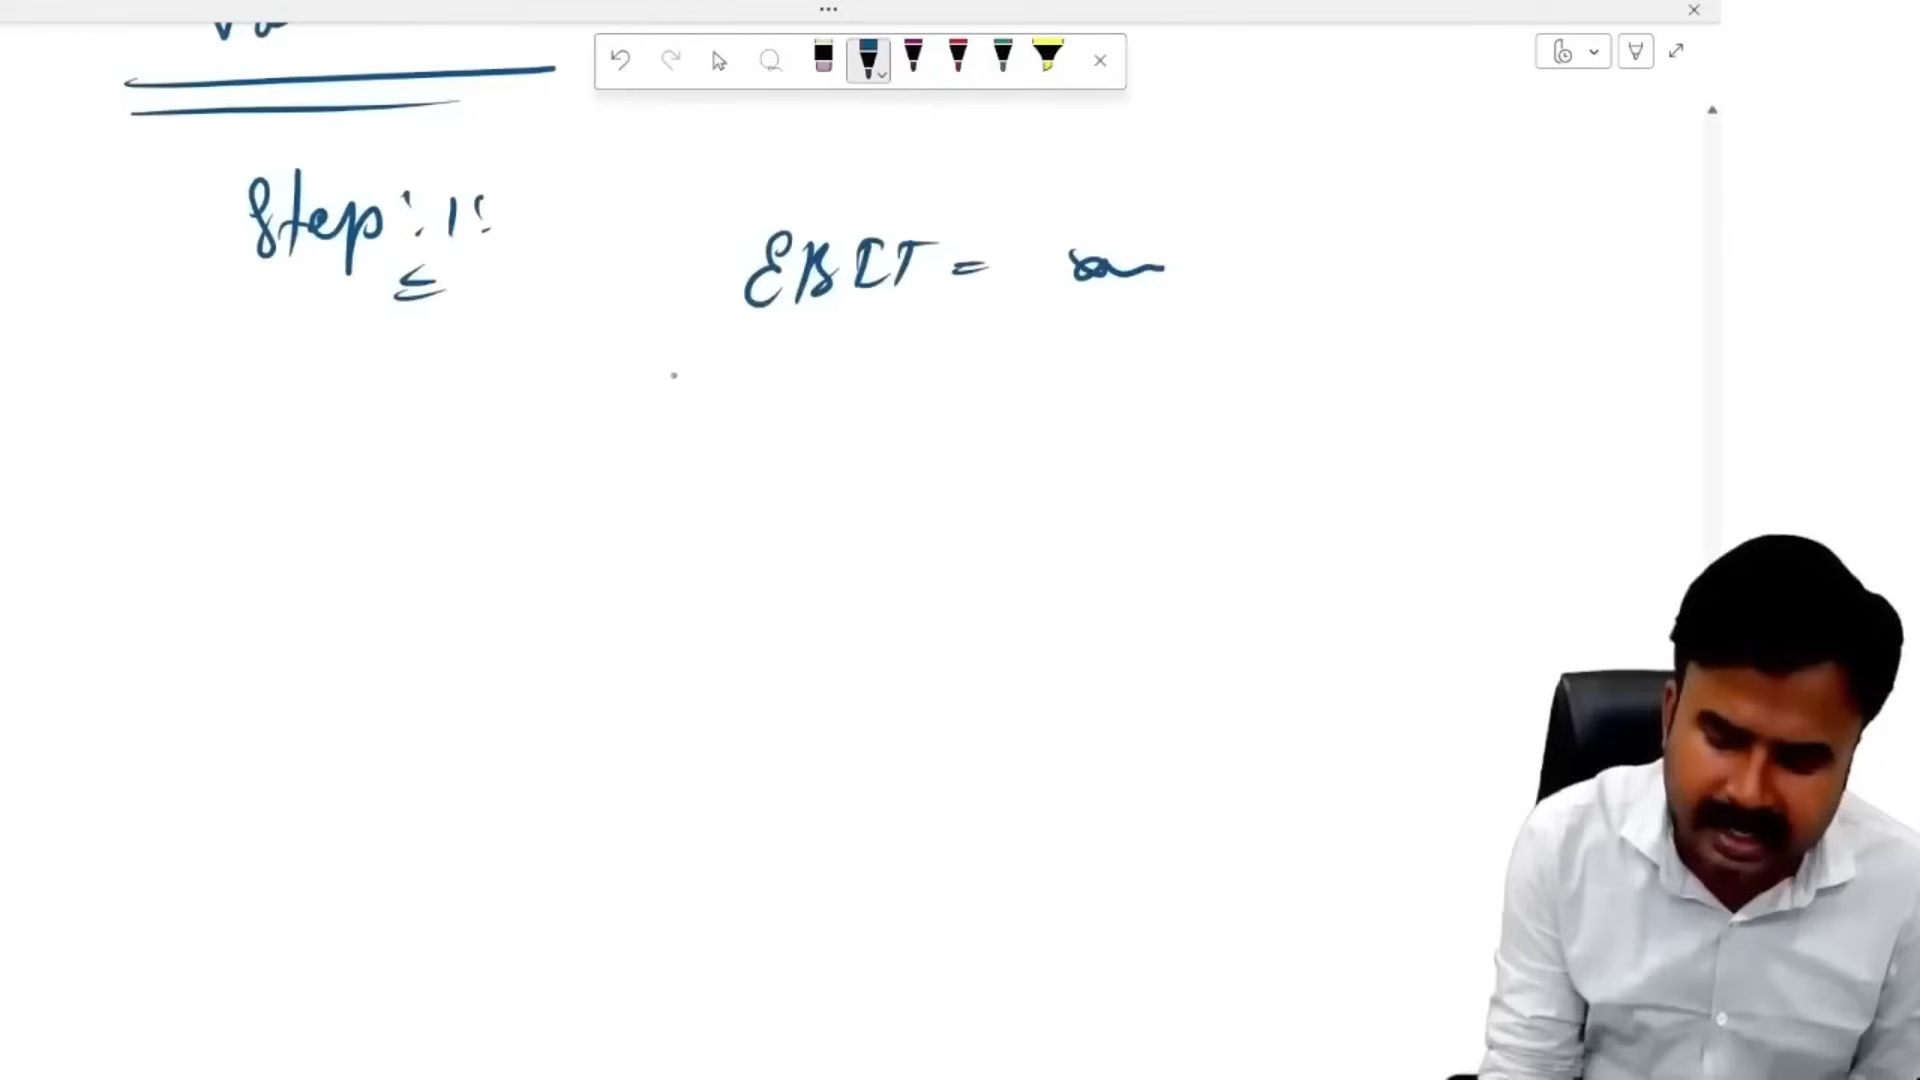 Step : 1 :
EBIT =